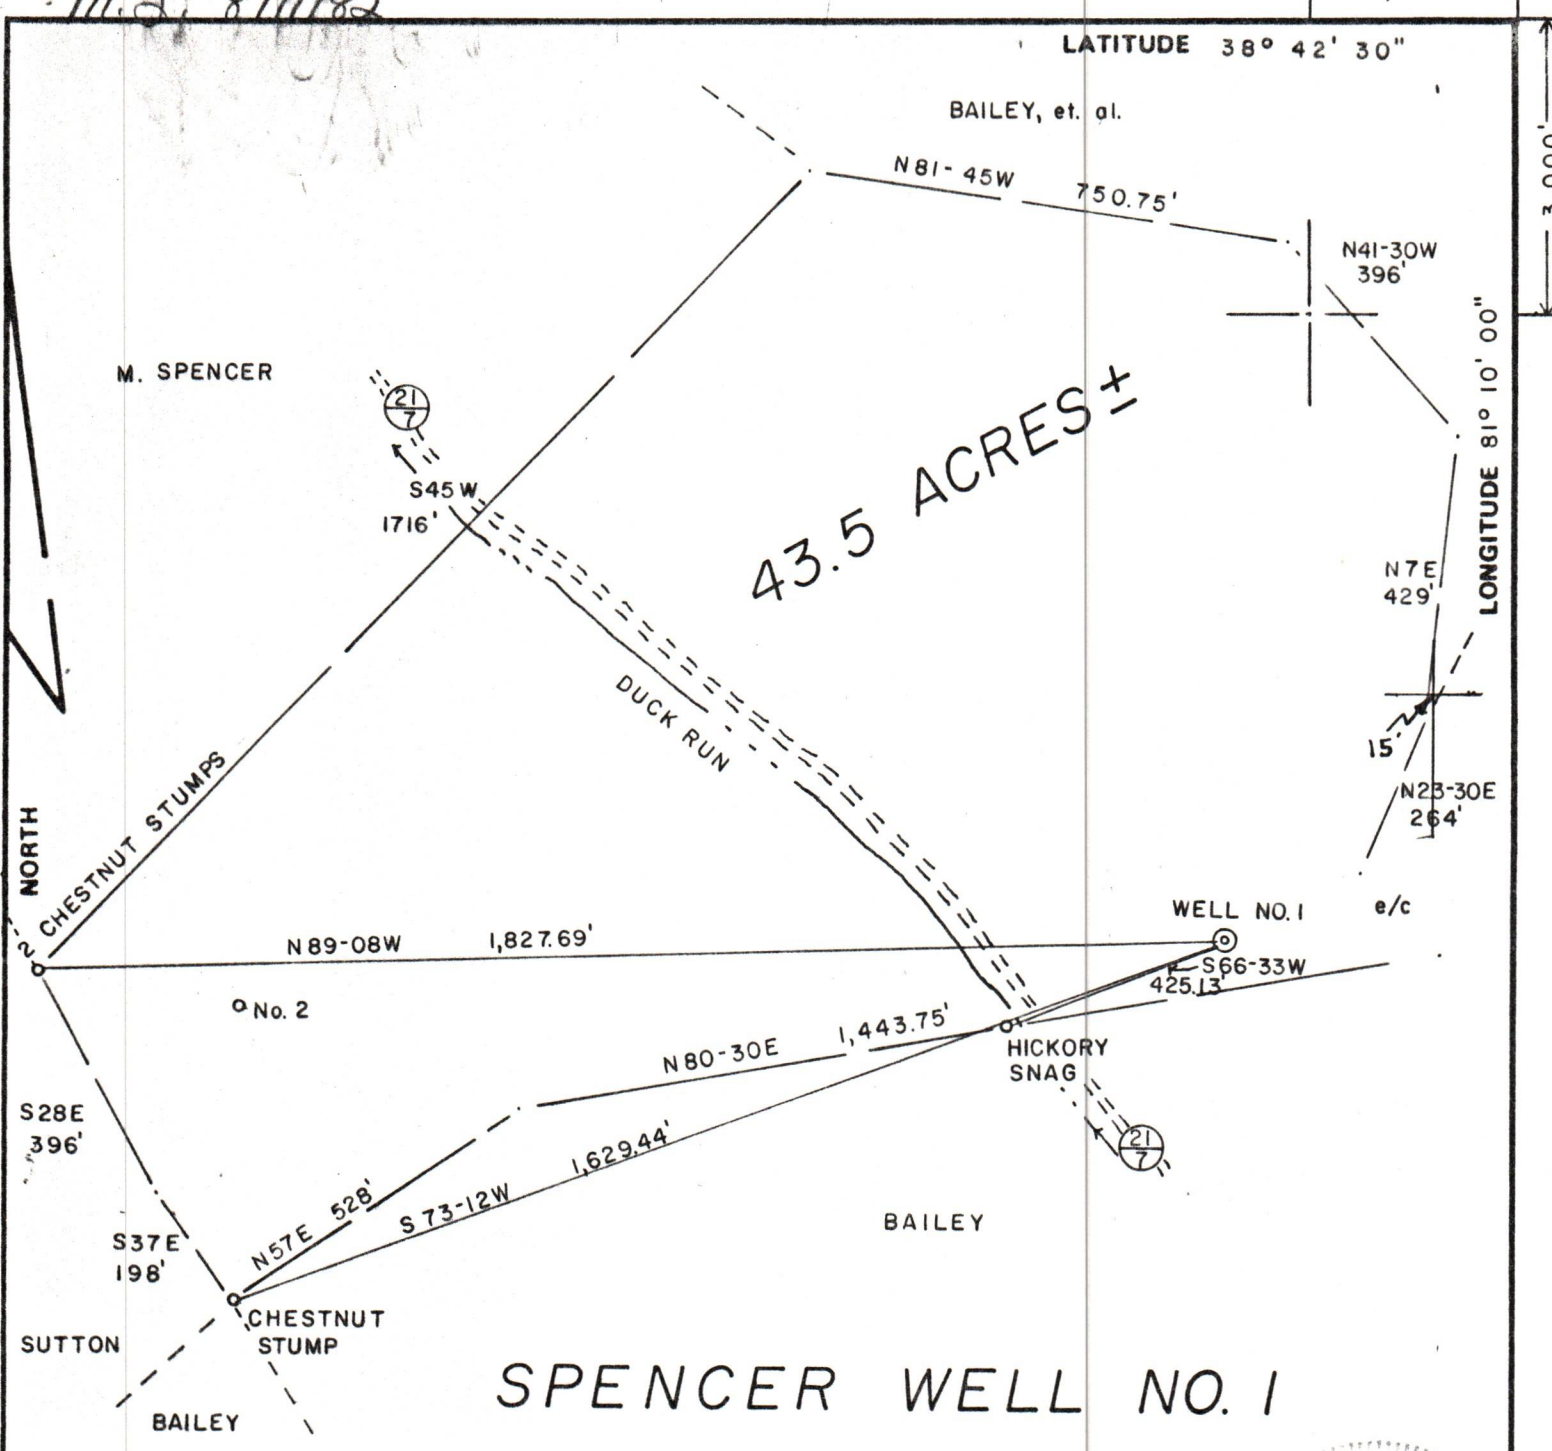 LATITUDE 38° 42' 30"
BAILEY, et. al.
3,000'
N81-45W 750.75'
N41-30W
396'
LONGITUDE 81° 10' 00"
M. SPENCER
21
7
43.5 ACRES ±
S45W
1716'
N7E
429'
DUCK RUN
15'
N23-30E
264'
NORTH
2 CHESTNUT STUMPS
WELL NO. 1
e/c
N89-08W 1,827.69'
S66-33W
425.13'
No. 2
N80-30E 1,443.75'
HICKORY
SNAG
S28E
396'
21
7
1,629.44'
S 73-12W
N57E 528'
BAILEY
S37E
198'
CHESTNUT
STUMP
SUTTON
BAILEY
SPENCER WELL NO. 1